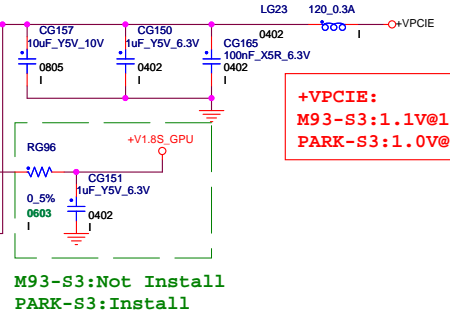 LG23 120_0.3A
+VPCIE
0402 I
CG157
10uF_Y5V_10V
0805
I
CG150
1uF_Y5V_6.3V
0402
I
CG165
100nF_X5R_6.3V
0402
I
+VPCIE:
M93-S3:1.1V@1
PARK-S3:1.0V@
+V1.8S_GPU
RG96
0_5%
0603
I
CG151
1uF_Y5V_6.3V
0402
I
M93-S3:Not Install
PARK-S3:Install